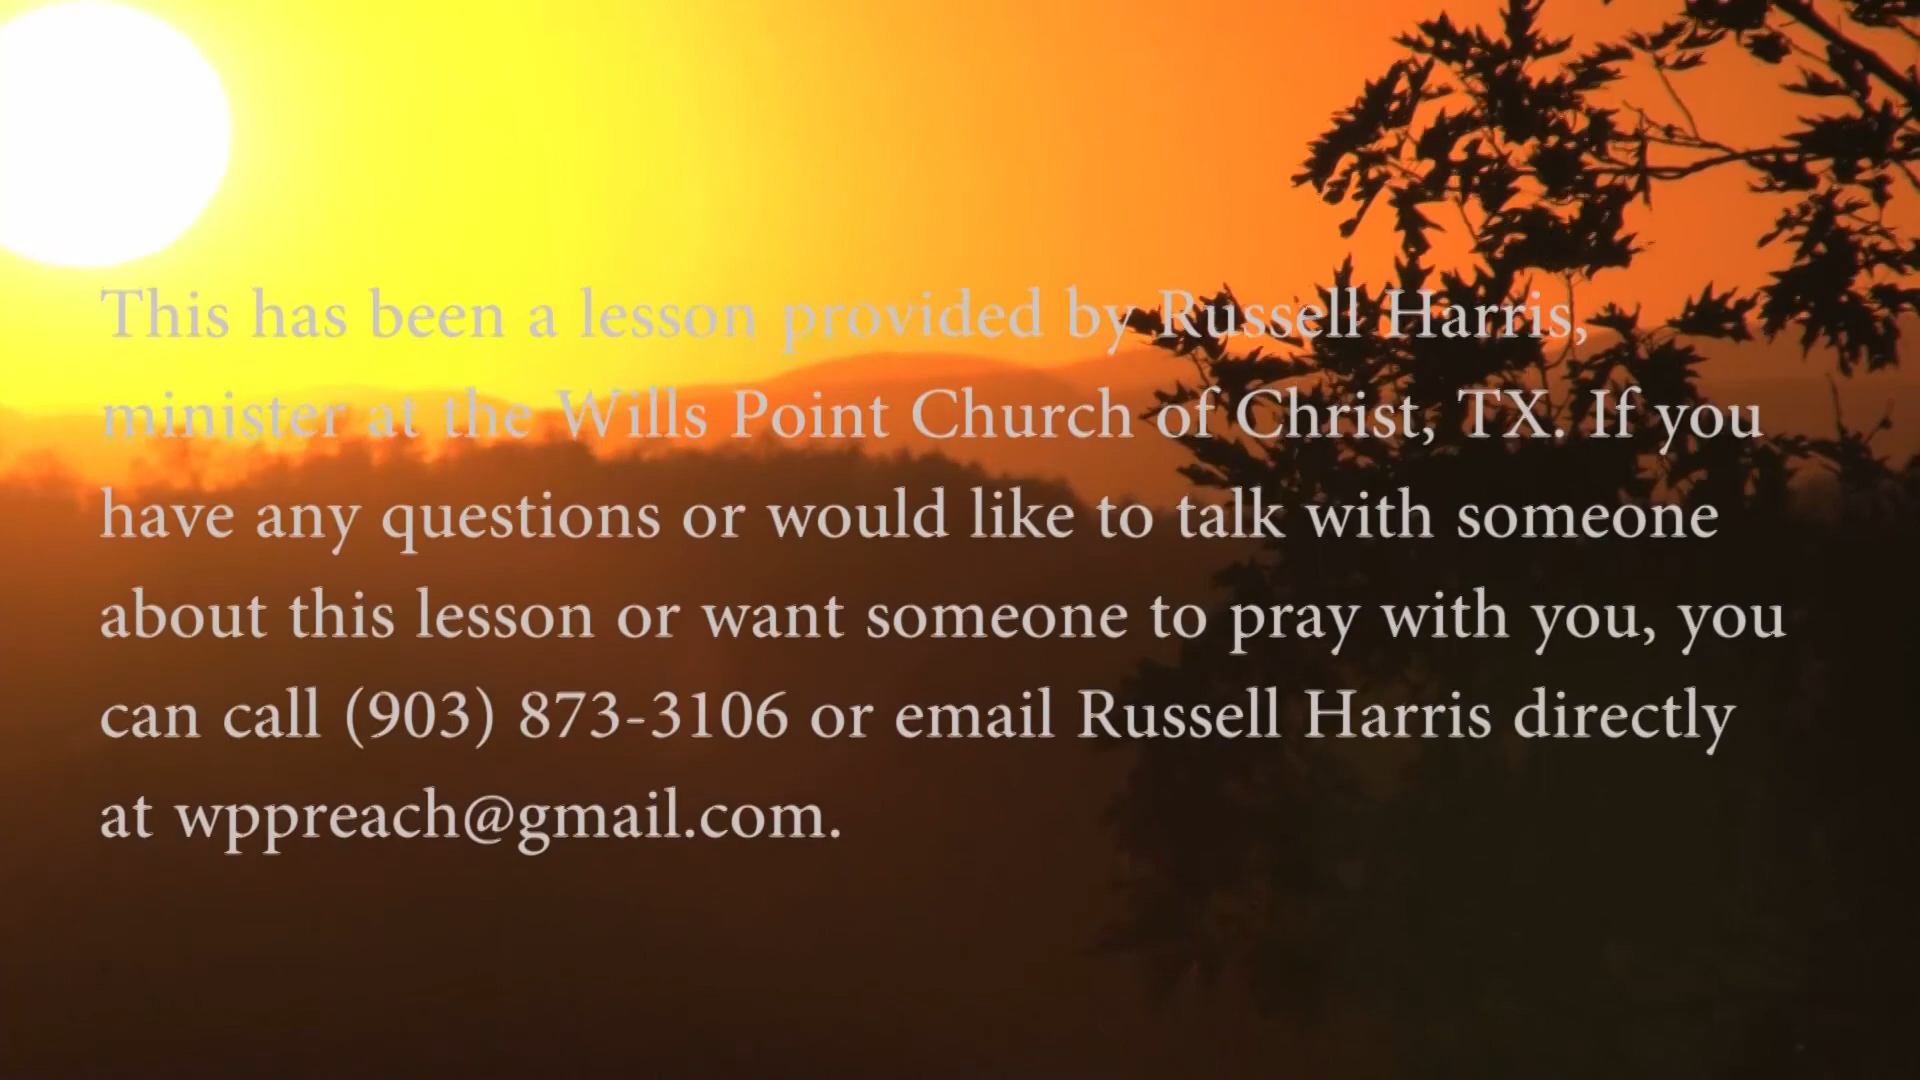 This has been a lesson provided by Russell Harris,
minister at the Wills Point Church of Christ, TX. If you
have any questions or would like to talk with someone
about this lesson or want someone to pray with you, you
can call (903) 873-3106 or email Russell Harris directly
at wppreach@gmail.com.